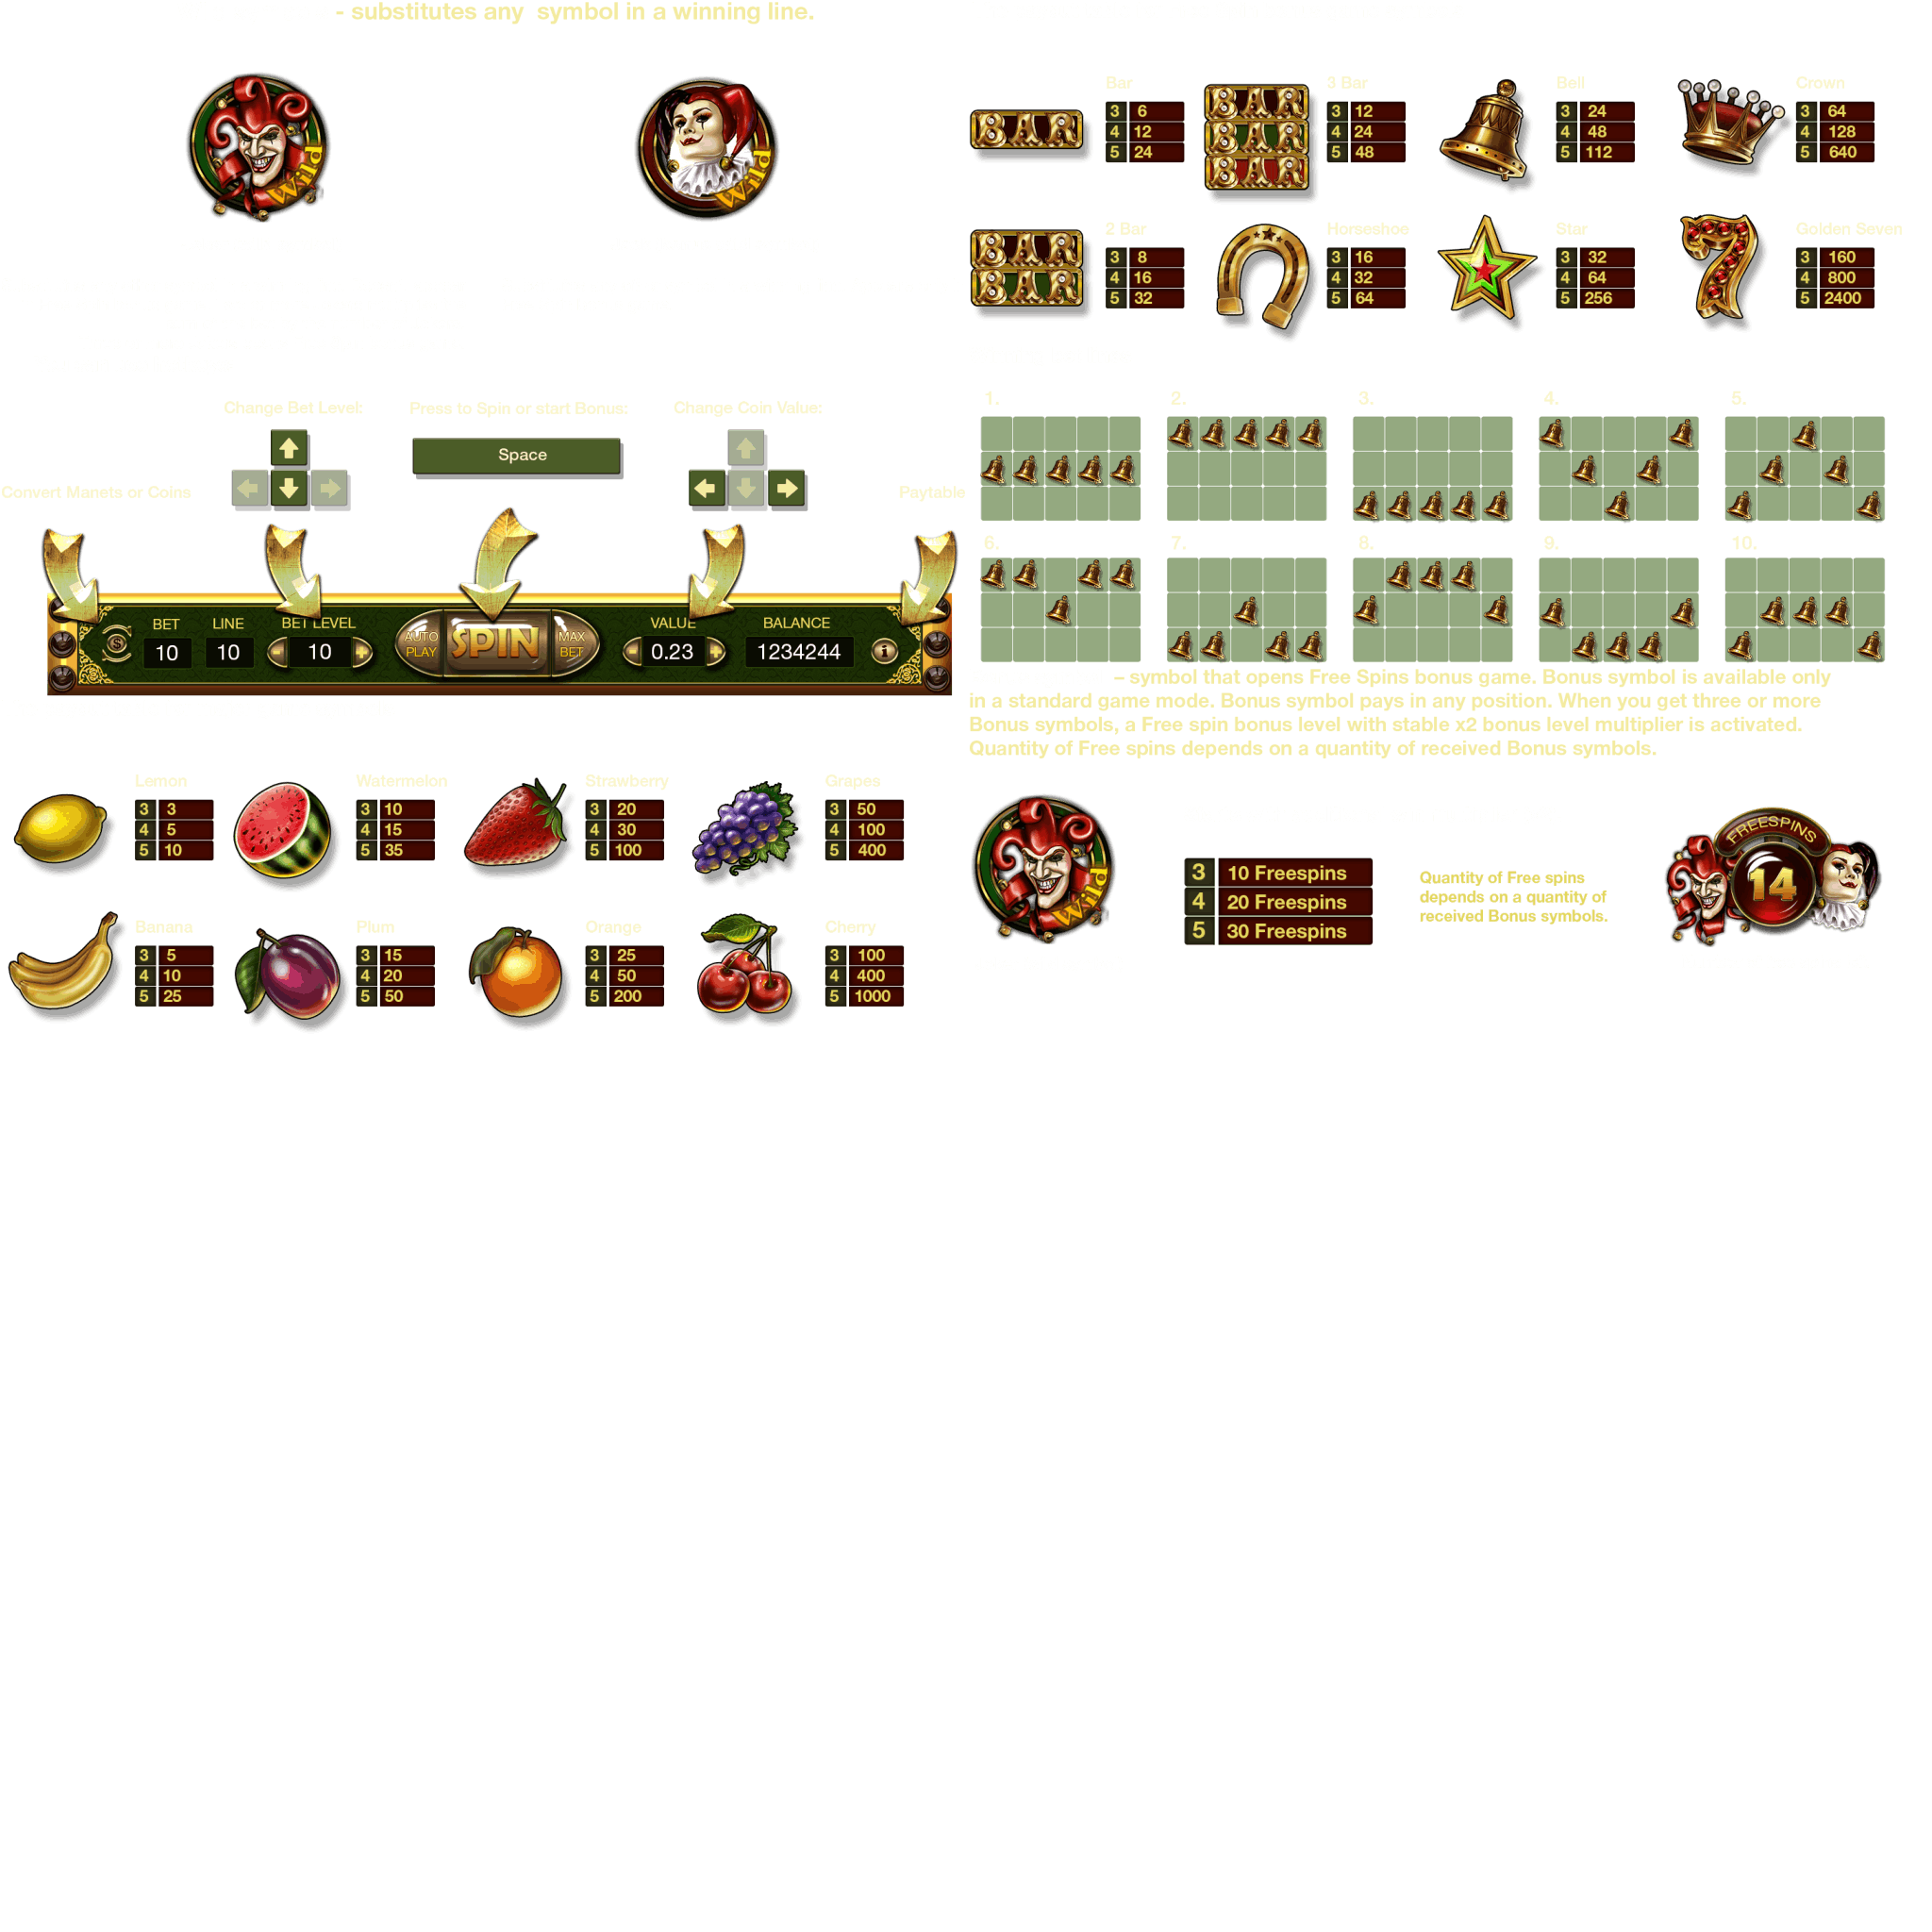 - substitutes any  symbol in a winning line.
Wild
Wild
Bar
3 6
4 12
5 24
BAR
3 Bar
3 12
4 24
5 48
BAR
BAR
BAR
Bell
3 24
4 48
5 112
Crown
3 64
4 128
5 640
2 Bar
3 8
4 16
5 32
BAR
BAR
Horseshoe
3 16
4 32
5 64
Star
3 32
4 64
5 256
Golden Seven
3 160
4 800
5 2400
7
Change Bet Level:
Press to Spin or start Bonus:
Change Coin Value:
Space
Convert Manets or Coins
Paytable
BET
LINE
BET LEVEL
VALUE
BALANCE
10
10
- 10 +
AUTO PLAY
SPIN
MAX BET
- 0.23 +
1234244
i
1.
2.
3.
4.
5.
6.
7.
8.
9.
10.
– symbol that opens Free Spins bonus game. Bonus symbol is available only
in a standard game mode. Bonus symbol pays in any position. When you get three or more
Bonus symbols, a Free spin bonus level with stable x2 bonus level multiplier is activated.
Quantity of Free spins depends on a quantity of received Bonus symbols.
Lemon
3 3
4 5
5 10
Watermelon
3 10
4 15
5 35
Strawberry
3 20
4 30
5 100
Grapes
3 50
4 100
5 400
Banana
3 5
4 10
5 25
Plum
3 15
4 20
5 50
Orange
3 25
4 50
5 200
Cherry
3 100
4 400
5 1000
Wild
3 10 Freespins
4 20 Freespins
5 30 Freespins
Quantity of Free spins
depends on a quantity of
received Bonus symbols.
FREESPINS
14